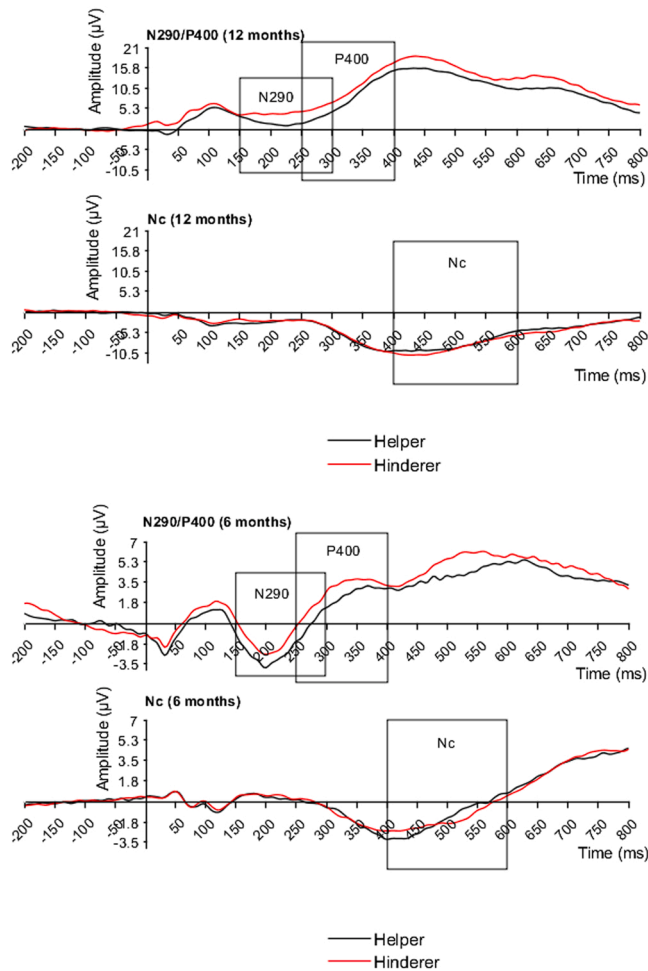 N290/P400 (12 months)
Amplitude (µV)
21
15.8
10.5
5.3
-5.3
-10.5
N290
P400
-200 -150 -100 -50 50 100 150 200 250 300 350 400 450 500 550 600 650 700 750 800
Time (ms)
Nc (12 months)
Amplitude (µV)
21
15.8
10.5
5.3
-5.3
-10.5
Nc
-200 -150 -100 -50 50 100 150 200 250 300 350 400 450 500 550 600 650 700 750 800
Time (ms)
Helper
Hinderer
N290/P400 (6 months)
Amplitude (µV)
7
5.3
3.5
1.8
-1.8
-3.5
N290
P400
-200 -150 -100 -50 50 100 150 200 250 300 350 400 450 500 550 600 650 700 750 800
Time (ms)
Nc (6 months)
Amplitude (µV)
7
5.3
3.5
1.8
-1.8
-3.5
Nc
-200 -150 -100 -50 50 100 150 200 250 300 350 400 450 500 550 600 650 700 750 800
Time (ms)
Helper
Hinderer